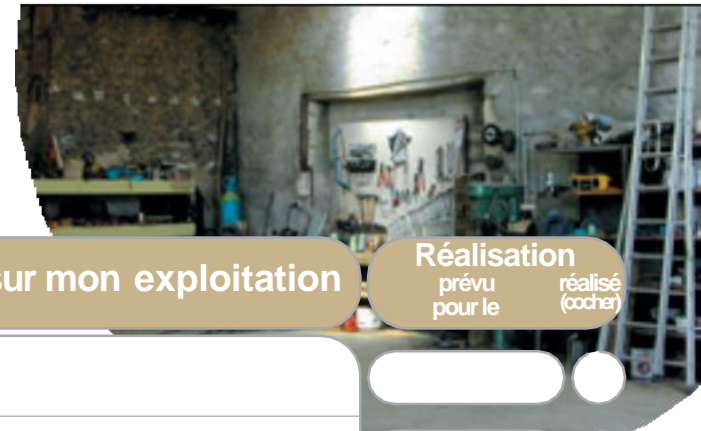 sur mon exploitation
Réalisation
prévu
pour le
réalisé
(cocher)